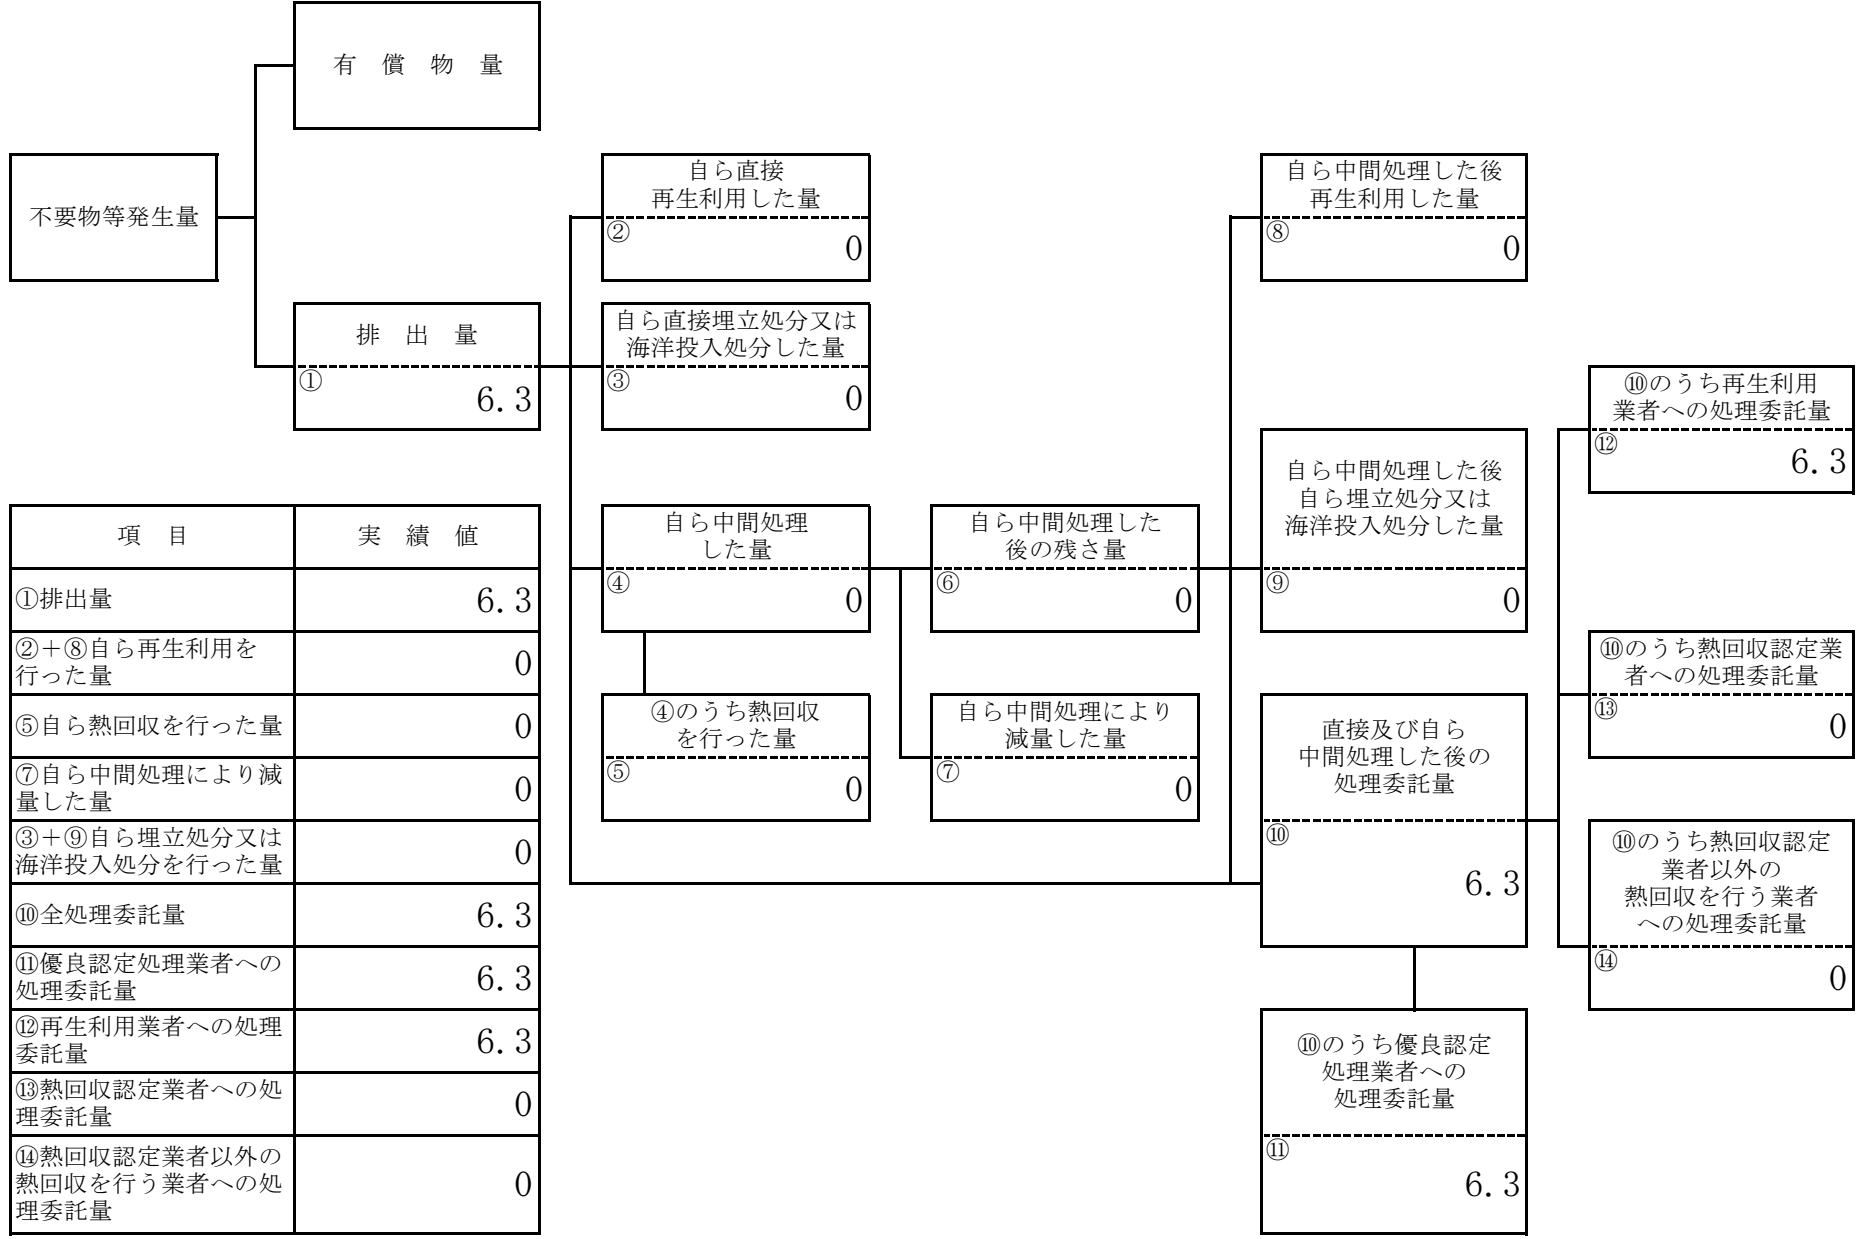 有償物量
不要物等発生量
排出量
①
6.3
自ら直接
再生利用した量
②
0
自ら直接埋立処分又は
海洋投入処分した量
③
0
自ら中間処理
した量
④
0
④のうち熱回収
を行った量
⑤
0
自ら中間処理した
後の残さ量
⑥
0
自ら中間処理により
減量した量
⑦
0
自ら中間処理した後
再生利用した量
⑧
0
自ら中間処理した後
自ら埋立処分又は
海洋投入処分した量
⑨
0
直接及び自ら
中間処理した後の
処理委託量
⑩
6.3
⑩のうち優良認定
処理業者への
処理委託量
⑪
6.3
⑩のうち再生利用
業者への処理委託量
⑫
6.3
⑩のうち熱回収認定業
者への処理委託量
⑬
0
⑩のうち熱回収認定
業者以外の
熱回収を行う業者
への処理委託量
⑭
0
項目 実績値
①排出量 6.3
②＋⑧自ら再生利用を
行った量 0
⑤自ら熱回収を行った量 0
⑦自ら中間処理により減
量した量 0
③＋⑨自ら埋立処分又は
海洋投入処分を行った量 0
⑩全処理委託量 6.3
⑪優良認定処理業者への
処理委託量 6.3
⑫再生利用業者への処理
委託量 6.3
⑬熱回収認定業者への処
理委託量 0
⑭熱回収認定業者以外の
熱回収を行う業者への処
理委託量 0